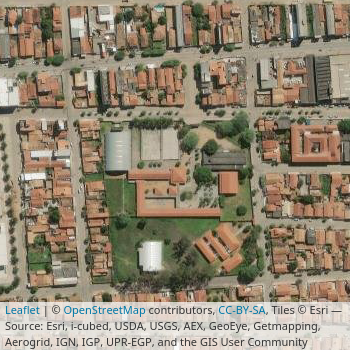 Leaflet | © OpenStreetMap contributors, CC-BY-SA, Tiles © Esri —
Source: Esri, i-cubed, USDA, USGS, AEX, GeoEye, Getmapping,
Aerogrid, IGN, IGP, UPR-EGP, and the GIS User Community